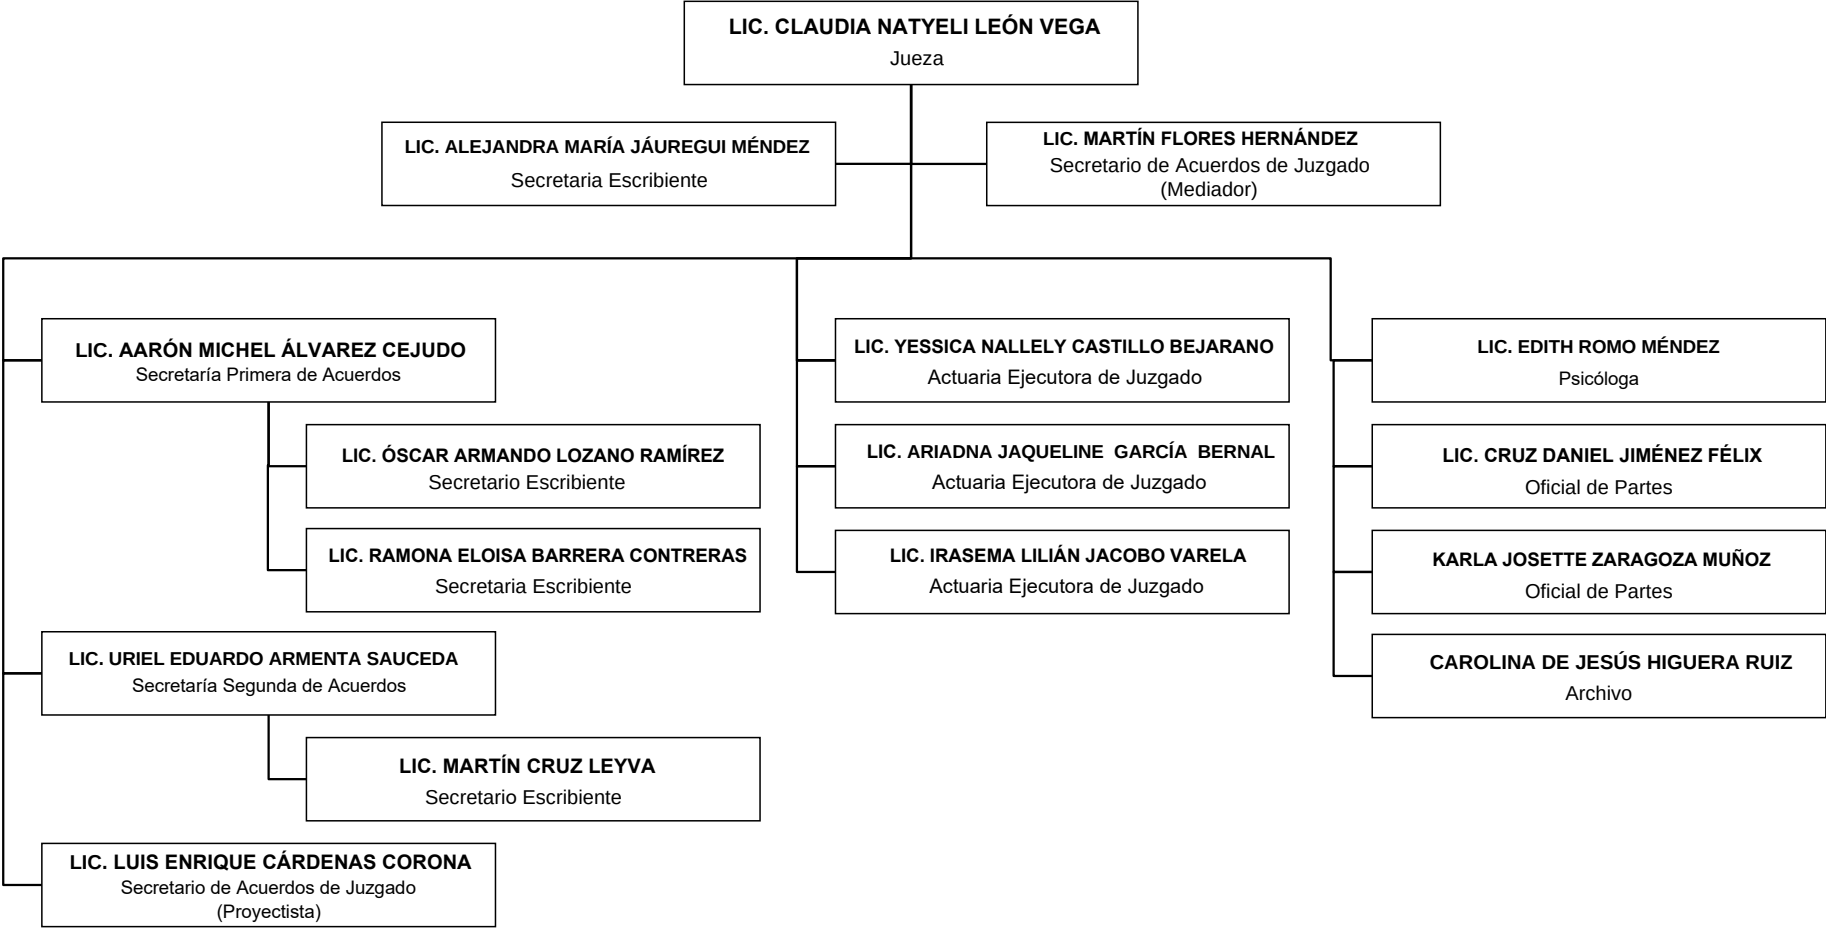 LIC. CLAUDIA NATYELI LEÓN VEGA
Jueza
LIC. ALEJANDRA MARÍA JÁUREGUI MÉNDEZ
Secretaria Escribiente
LIC. MARTÍN FLORES HERNÁNDEZ
Secretario de Acuerdos de Juzgado
(Mediador)
LIC. AARÓN MICHEL ÁLVAREZ CEJUDO
Secretaría Primera de Acuerdos
LIC. ÓSCAR ARMANDO LOZANO RAMÍREZ
Secretario Escribiente
LIC. RAMONA ELOISA BARRERA CONTRERAS
Secretaria Escribiente
LIC. URIEL EDUARDO ARMENTA SAUCEDA
Secretaría Segunda de Acuerdos
LIC. MARTÍN CRUZ LEYVA
Secretario Escribiente
LIC. LUIS ENRIQUE CÁRDENAS CORONA
Secretario de Acuerdos de Juzgado
(Proyectista)
LIC. YESSICA NALLELY CASTILLO BEJARANO
Actuaria Ejecutora de Juzgado
LIC. ARIADNA JAQUELINE GARCÍA BERNAL
Actuaria Ejecutora de Juzgado
LIC. IRASEMA LILIÁN JACOBO VARELA
Actuaria Ejecutora de Juzgado
LIC. EDITH ROMO MÉNDEZ
Psicóloga
LIC. CRUZ DANIEL JIMÉNEZ FÉLIX
Oficial de Partes
KARLA JOSETTE ZARAGOZA MUÑOZ
Oficial de Partes
CAROLINA DE JESÚS HIGUERA RUIZ
Archivo